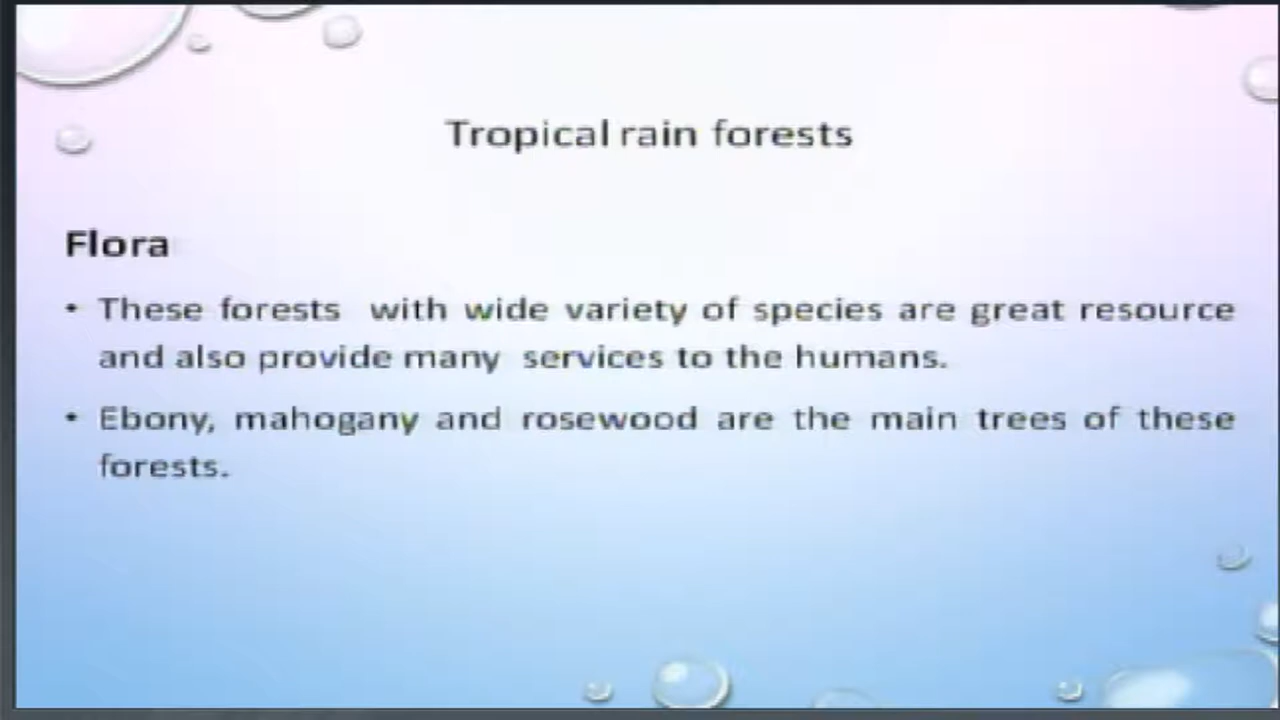 Tropical rain forests
Flora
• These forests with wide variety of species are great resource
and also provide many services to the humans.
• Ebony, mahogany and rosewood are the main trees of these
forests.